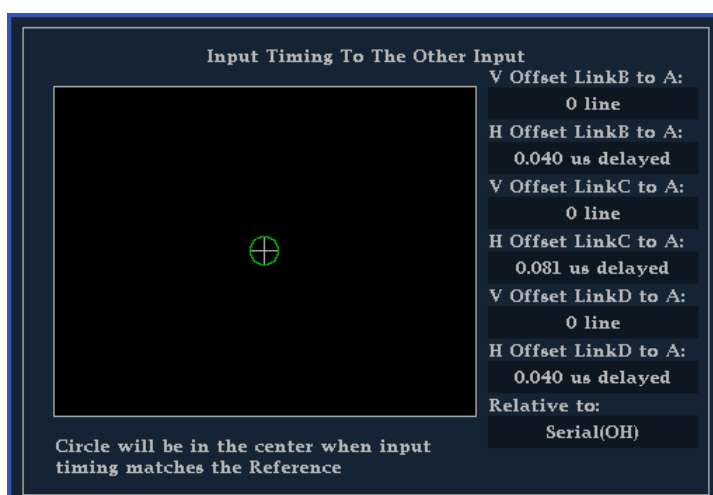 Input Timing To The Other Input
V Offset LinkB to A:
0 line
H Offset LinkB to A:
0.040 us delayed
V Offset LinkC to A:
0 line
H Offset LinkC to A:
0.081 us delayed
V Offset LinkD to A:
0 line
H Offset LinkD to A:
0.040 us delayed
Relative to:
Serial(OH)
Circle will be in the center when input
timing matches the Reference